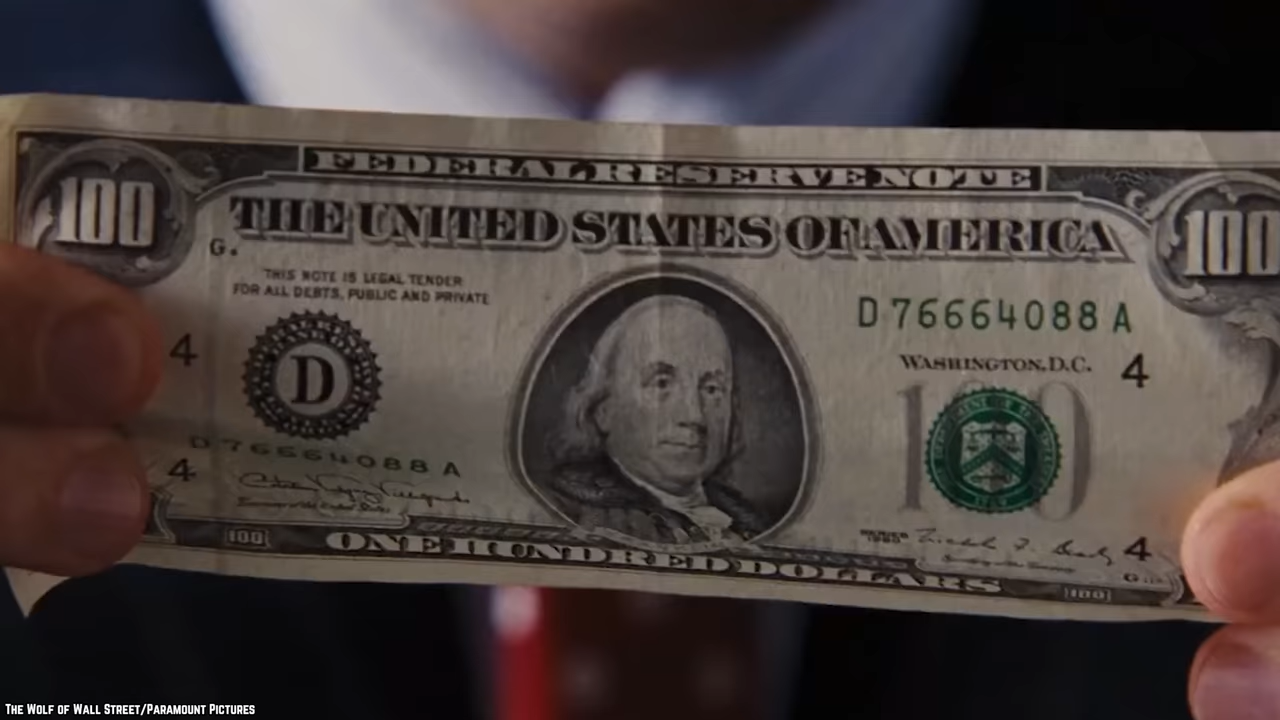 FEDERAL RESERVE NOTE
100
100
THE UNITED STATES OF AMERICA
G.
THIS NOTE IS LEGAL TENDER
FOR ALL DEBTS, PUBLIC AND PRIVATE
D 76664088 A
4
WASHINGTON, D.C.
4
D
100
D 76664088 A
4
4
100
ONE HUNDRED DOLLARS
100
THE WOLF OF WALL STREET/PARAMOUNT PICTURES